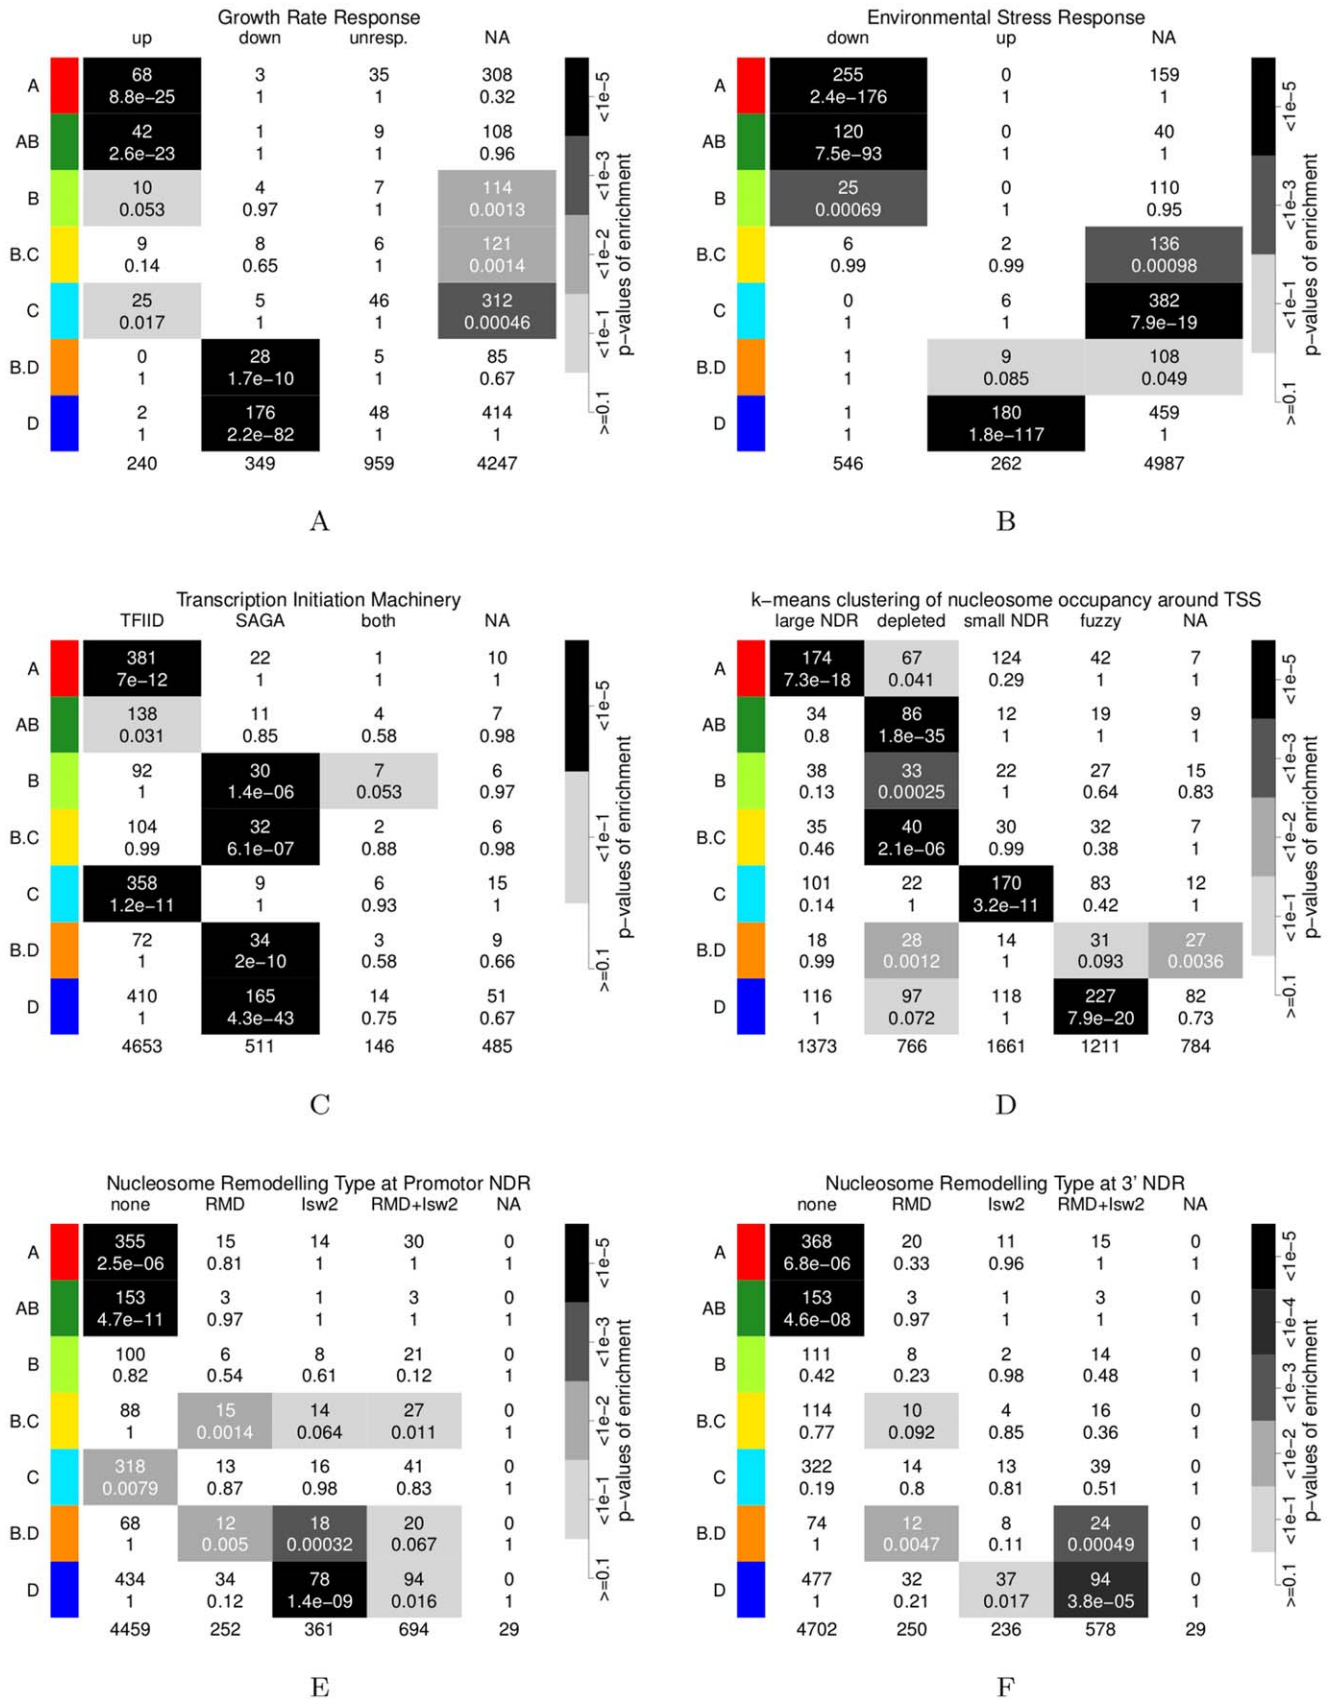 Growth Rate Response
up down unresp. NA
A 68 3 35 308
8.8e−25 1 1 0.32
AB 42 1 9 108
2.6e−23 1 1 0.96
B 10 4 7 114
0.053 0.97 1 0.0013
B.C 9 8 6 121
0.14 0.65 1 0.0014
C 25 5 46 312
0.017 1 1 0.00046
B.D 0 28 5 85
1 1.7e−10 1 0.67
D 2 176 48 414
1 2.2e−82 1 1
240 349 959 4247
>=0.1 <1e−1 <1e−2 <1e−3 <1e−5
p−values of enrichment
A
Environmental Stress Response
down up NA
A 255 0 159
2.4e−176 1 1
AB 120 0 40
7.5e−93 1 1
B 25 0 110
0.00069 1 0.95
B.C 6 2 136
0.99 0.99 0.00098
C 0 6 382
1 1 7.9e−19
B.D 1 9 108
1 0.085 0.049
D 1 180 459
1 1.8e−117 1
546 262 4987
>=0.1 <1e−1 <1e−3 <1e−5
p−values of enrichment
B
Transcription Initiation Machinery
TFIID SAGA both NA
A 381 22 1 10
7e−12 1 1 1
AB 138 11 4 7
0.031 0.85 0.58 0.98
B 92 30 7 6
1 1.4e−06 0.053 0.97
B.C 104 32 2 6
0.99 6.1e−07 0.88 0.98
C 358 9 6 15
1.2e−11 1 0.93 1
B.D 72 34 3 9
1 2e−10 0.58 0.66
D 410 165 14 51
1 4.3e−43 0.75 0.67
4653 511 146 485
>=0.1 <1e−1 <1e−5
p−values of enrichment
C
k−means clustering of nucleosome occupancy around TSS
large NDR depleted small NDR fuzzy NA
A 174 67 124 42 7
7.3e−18 0.041 0.29 1 1
AB 34 86 12 19 9
0.8 1.8e−35 1 1 1
B 38 33 22 27 15
0.13 0.00025 1 0.64 0.83
B.C 35 40 30 32 7
0.46 2.1e−06 0.99 0.38 1
C 101 22 170 83 12
0.14 1 3.2e−11 0.42 1
B.D 18 28 14 31 27
0.99 0.0012 1 0.093 0.0036
D 116 97 118 227 82
1 0.072 1 7.9e−20 0.73
1373 766 1661 1211 784
>=0.1 <1e−1 <1e−2 <1e−3 <1e−5
p−values of enrichment
D
Nucleosome Remodelling Type at Promotor NDR
none RMD Isw2 RMD+Isw2 NA
A 355 15 14 30 0
2.5e−06 0.81 1 1 1
AB 153 3 1 3 0
4.7e−11 0.97 1 1 1
B 100 6 8 21 0
0.82 0.54 0.61 0.12 1
B.C 88 15 14 27 0
1 0.0014 0.064 0.011 1
C 318 13 16 41 0
0.0079 0.87 0.98 0.83 1
B.D 68 12 18 20 0
1 0.005 0.00032 0.067 1
D 434 34 78 94 0
1 0.12 1.4e−09 0.016 1
4459 252 361 694 29
>=0.1 <1e−1 <1e−2 <1e−3 <1e−5
p−values of enrichment
E
Nucleosome Remodelling Type at 3’ NDR
none RMD Isw2 RMD+Isw2 NA
A 368 20 11 15 0
6.8e−06 0.33 0.96 1 1
AB 153 3 1 3 0
4.6e−08 0.97 1 1 1
B 111 8 2 14 0
0.42 0.23 0.98 0.48 1
B.C 114 10 4 16 0
0.77 0.092 0.85 0.36 1
C 322 14 13 39 0
0.19 0.8 0.81 0.51 1
B.D 74 12 8 24 0
1 0.0047 0.11 0.00049 1
D 477 32 37 94 0
1 0.21 0.017 3.8e−05 1
4702 250 236 578 29
>=0.1 <1e−1 <1e−2 <1e−3 <1e−4 <1e−5
p−values of enrichment
F